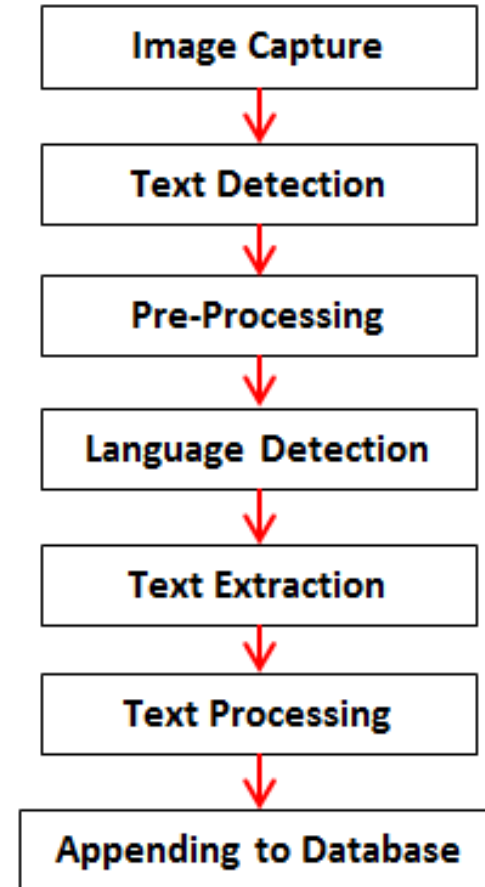 Image Capture
Text Detection
Pre-Processing
Language Detection
Text Extraction
Text Processing
Appending to Database